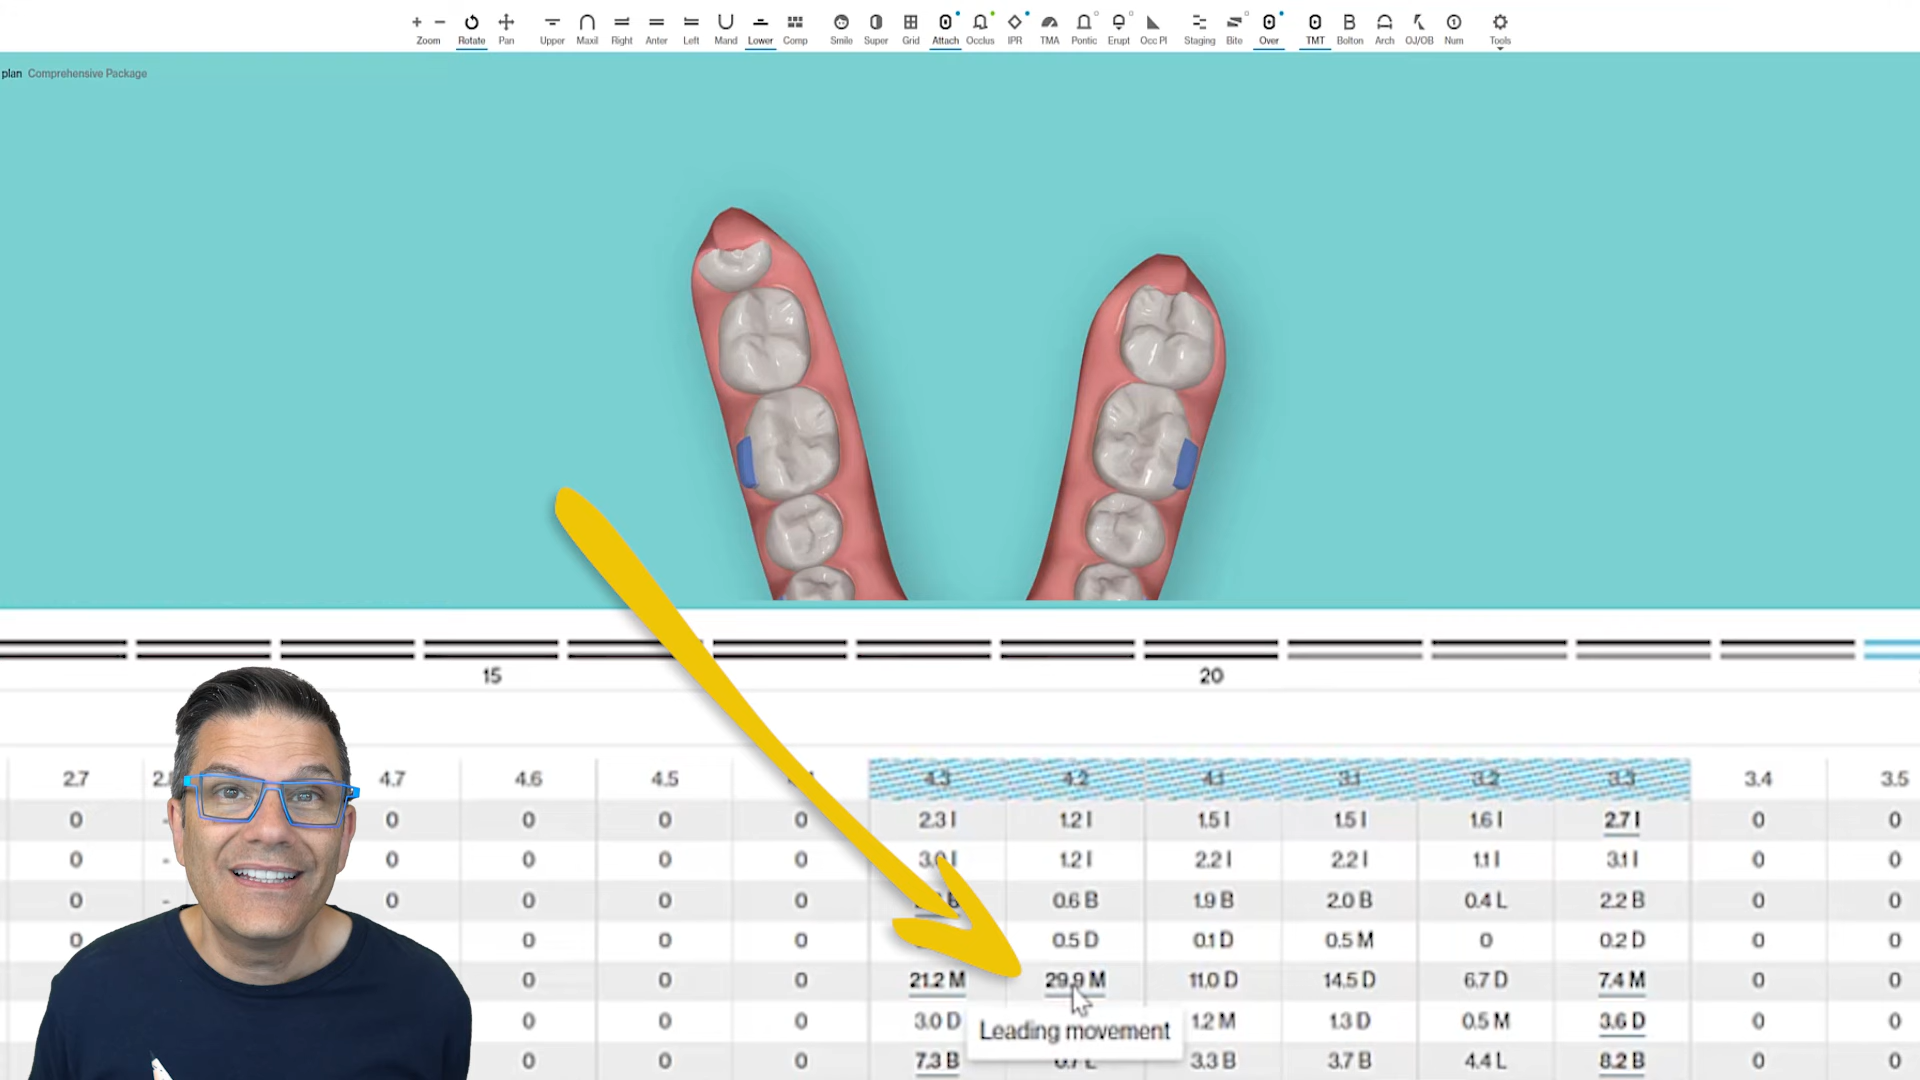 Zoom Rotate Pan Upper Maxil Right Anter Left Mand Lower Comp Smile Super Grid Attach Occlus IPR TMA Pontic Erupt Occ Pl Staging Bite Over TMT Bolton Arch OJ/OB Num Tools
plan Comprehensive Package
15 20
2.7 4.7 4.6 4.5 4.3 4.2 4.1 3.1 3.2 3.3 3.4 3.5
0 - 0 0 0 0 2.3 I 1.2 I 1.5 I 1.5 I 1.6 I 2.7 I 0 0
0 - 0 0 0 0 1.2 I 2.2 I 2.2 I 1.1 I 3.1 I 0 0
0 - 0 0 0 0 0.6 B 1.9 B 2.0 B 0.4 L 2.2 B 0 0
0 0 0 0 0.5 D 0.1 D 0.5 M 0 0.2 D 0 0
0 0 0 21.2 M 29.9 M 11.0 D 14.5 D 6.7 D 7.4 M 0 0
0 0 0 3.0 D Leading movement 1.2 M 1.3 D 0.5 M 3.6 D 0 0
0 0 0 7.3 B 3.3 B 3.7 B 4.4 L 8.2 B 0 0